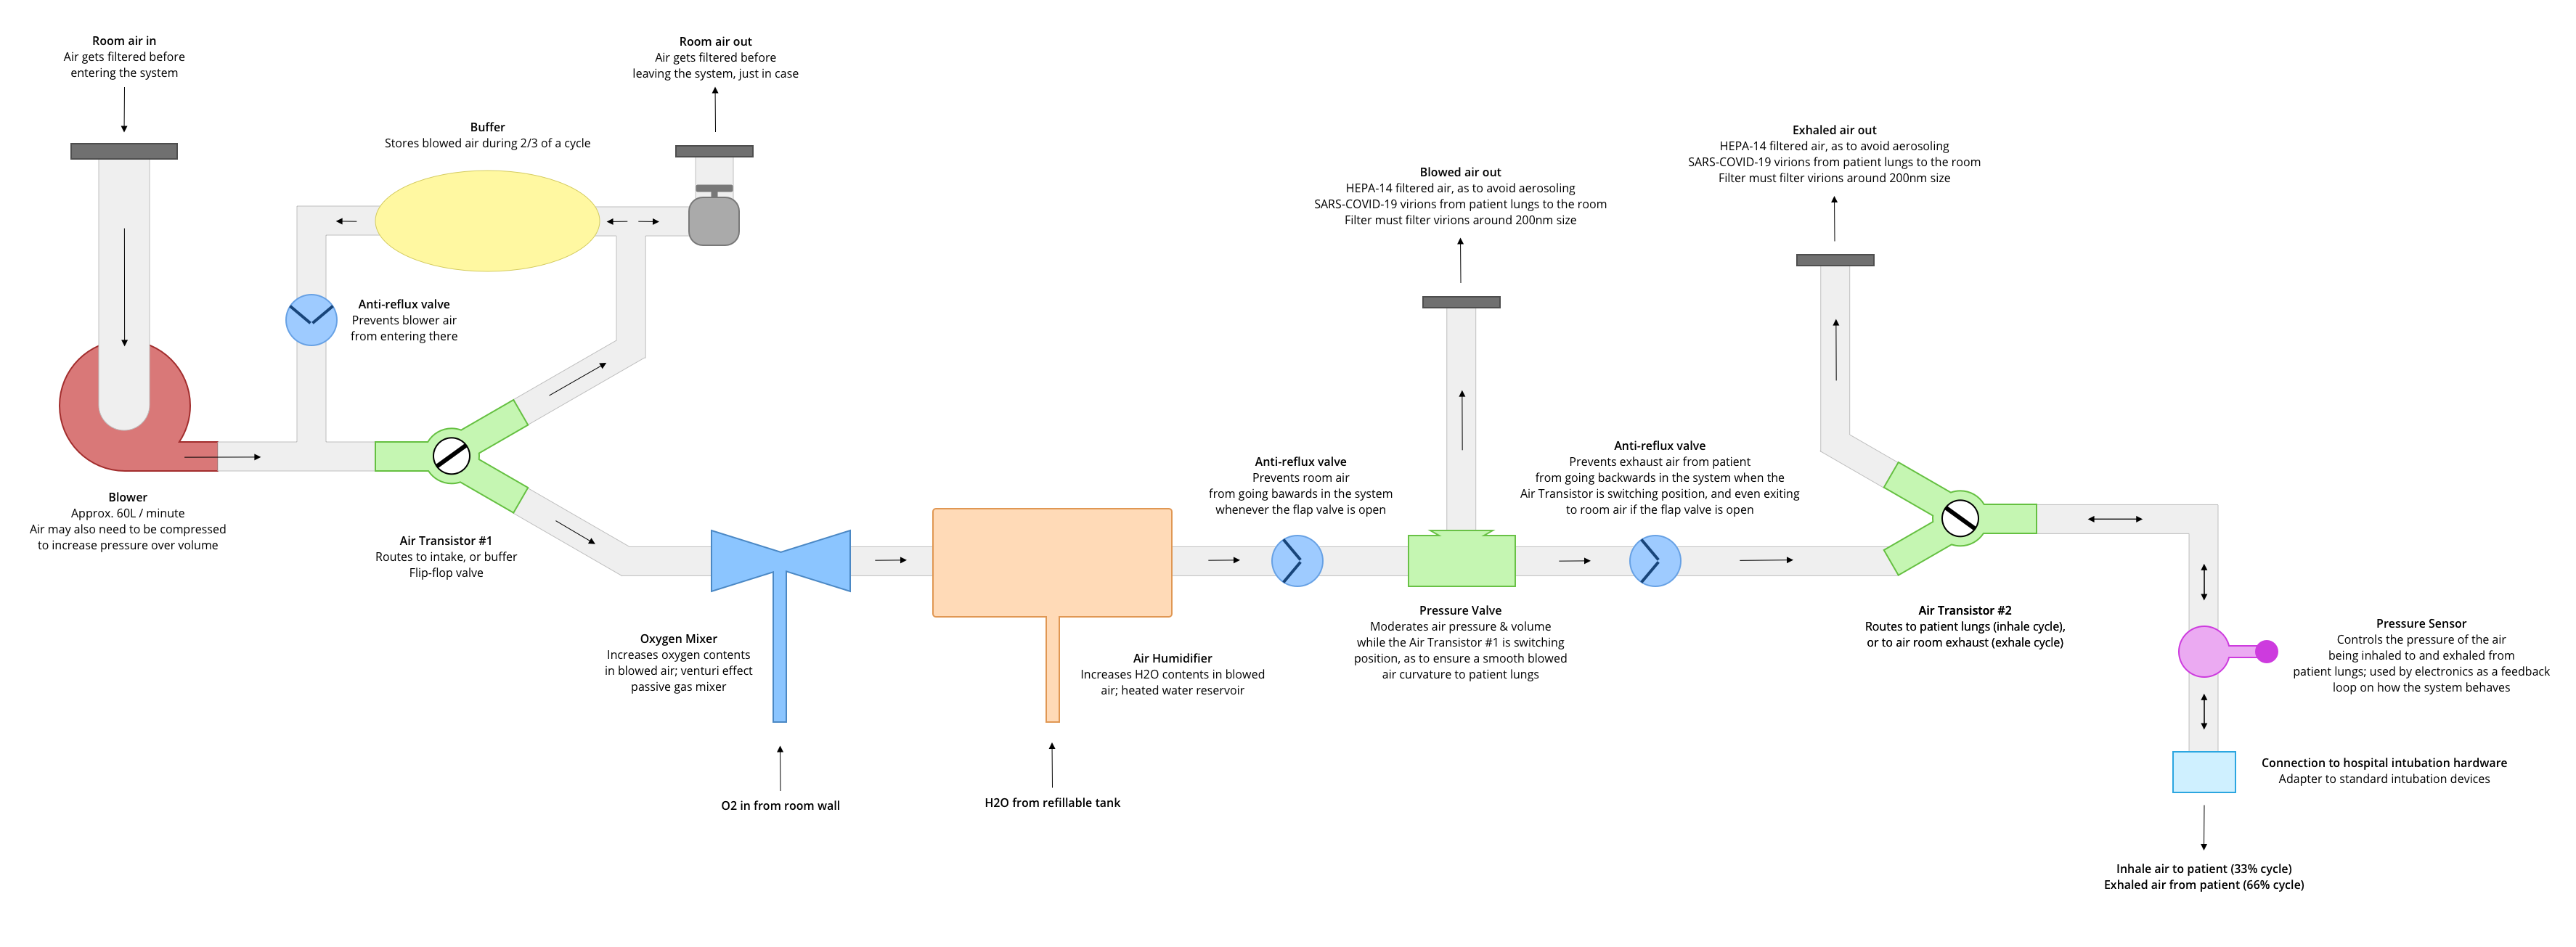 Room air in
Air gets filtered before
entering the system
Room air out
Air gets filtered before
leaving the system, just in case
Buffer
Stores blowed air during 2/3 of a cycle
Anti-reflux valve
Prevents blower air
from entering there
Blower
Approx. 60L / minute
Air may also need to be compressed
to increase pressure over volume
Air Transistor #1
Routes to intake, or buffer
Flip-flop valve
Oxygen Mixer
Increases oxygen contents
in blowed air; venturi effect
passive gas mixer
O2 in from room wall
Air Humidifier
Increases H2O contents in blowed
air; heated water reservoir
H2O from refillable tank
Anti-reflux valve
Prevents room air
from going bawards in the system
whenever the flap valve is open
Blowed air out
HEPA-14 filtered air, as to avoid aerosoling
SARS-COVID-19 virions from patient lungs to the room
Filter must filter virions around 200nm size
Pressure Valve
Moderates air pressure & volume
while the Air Transistor #1 is switching
position, as to ensure a smooth blowed
air curvature to patient lungs
Anti-reflux valve
Prevents exhaust air from patient
from going backwards in the system when the
Air Transistor is switching position, and even exiting
to room air if the flap valve is open
Exhaled air out
HEPA-14 filtered air, as to avoid aerosoling
SARS-COVID-19 virions from patient lungs to the room
Filter must filter virions around 200nm size
Air Transistor #2
Routes to patient lungs (inhale cycle),
or to air room exhaust (exhale cycle)
Pressure Sensor
Controls the pressure of the air
being inhaled to and exhaled from
patient lungs; used by electronics as a feedback
loop on how the system behaves
Connection to hospital intubation hardware
Adapter to standard intubation devices
Inhale air to patient (33% cycle)
Exhaled air from patient (66% cycle)